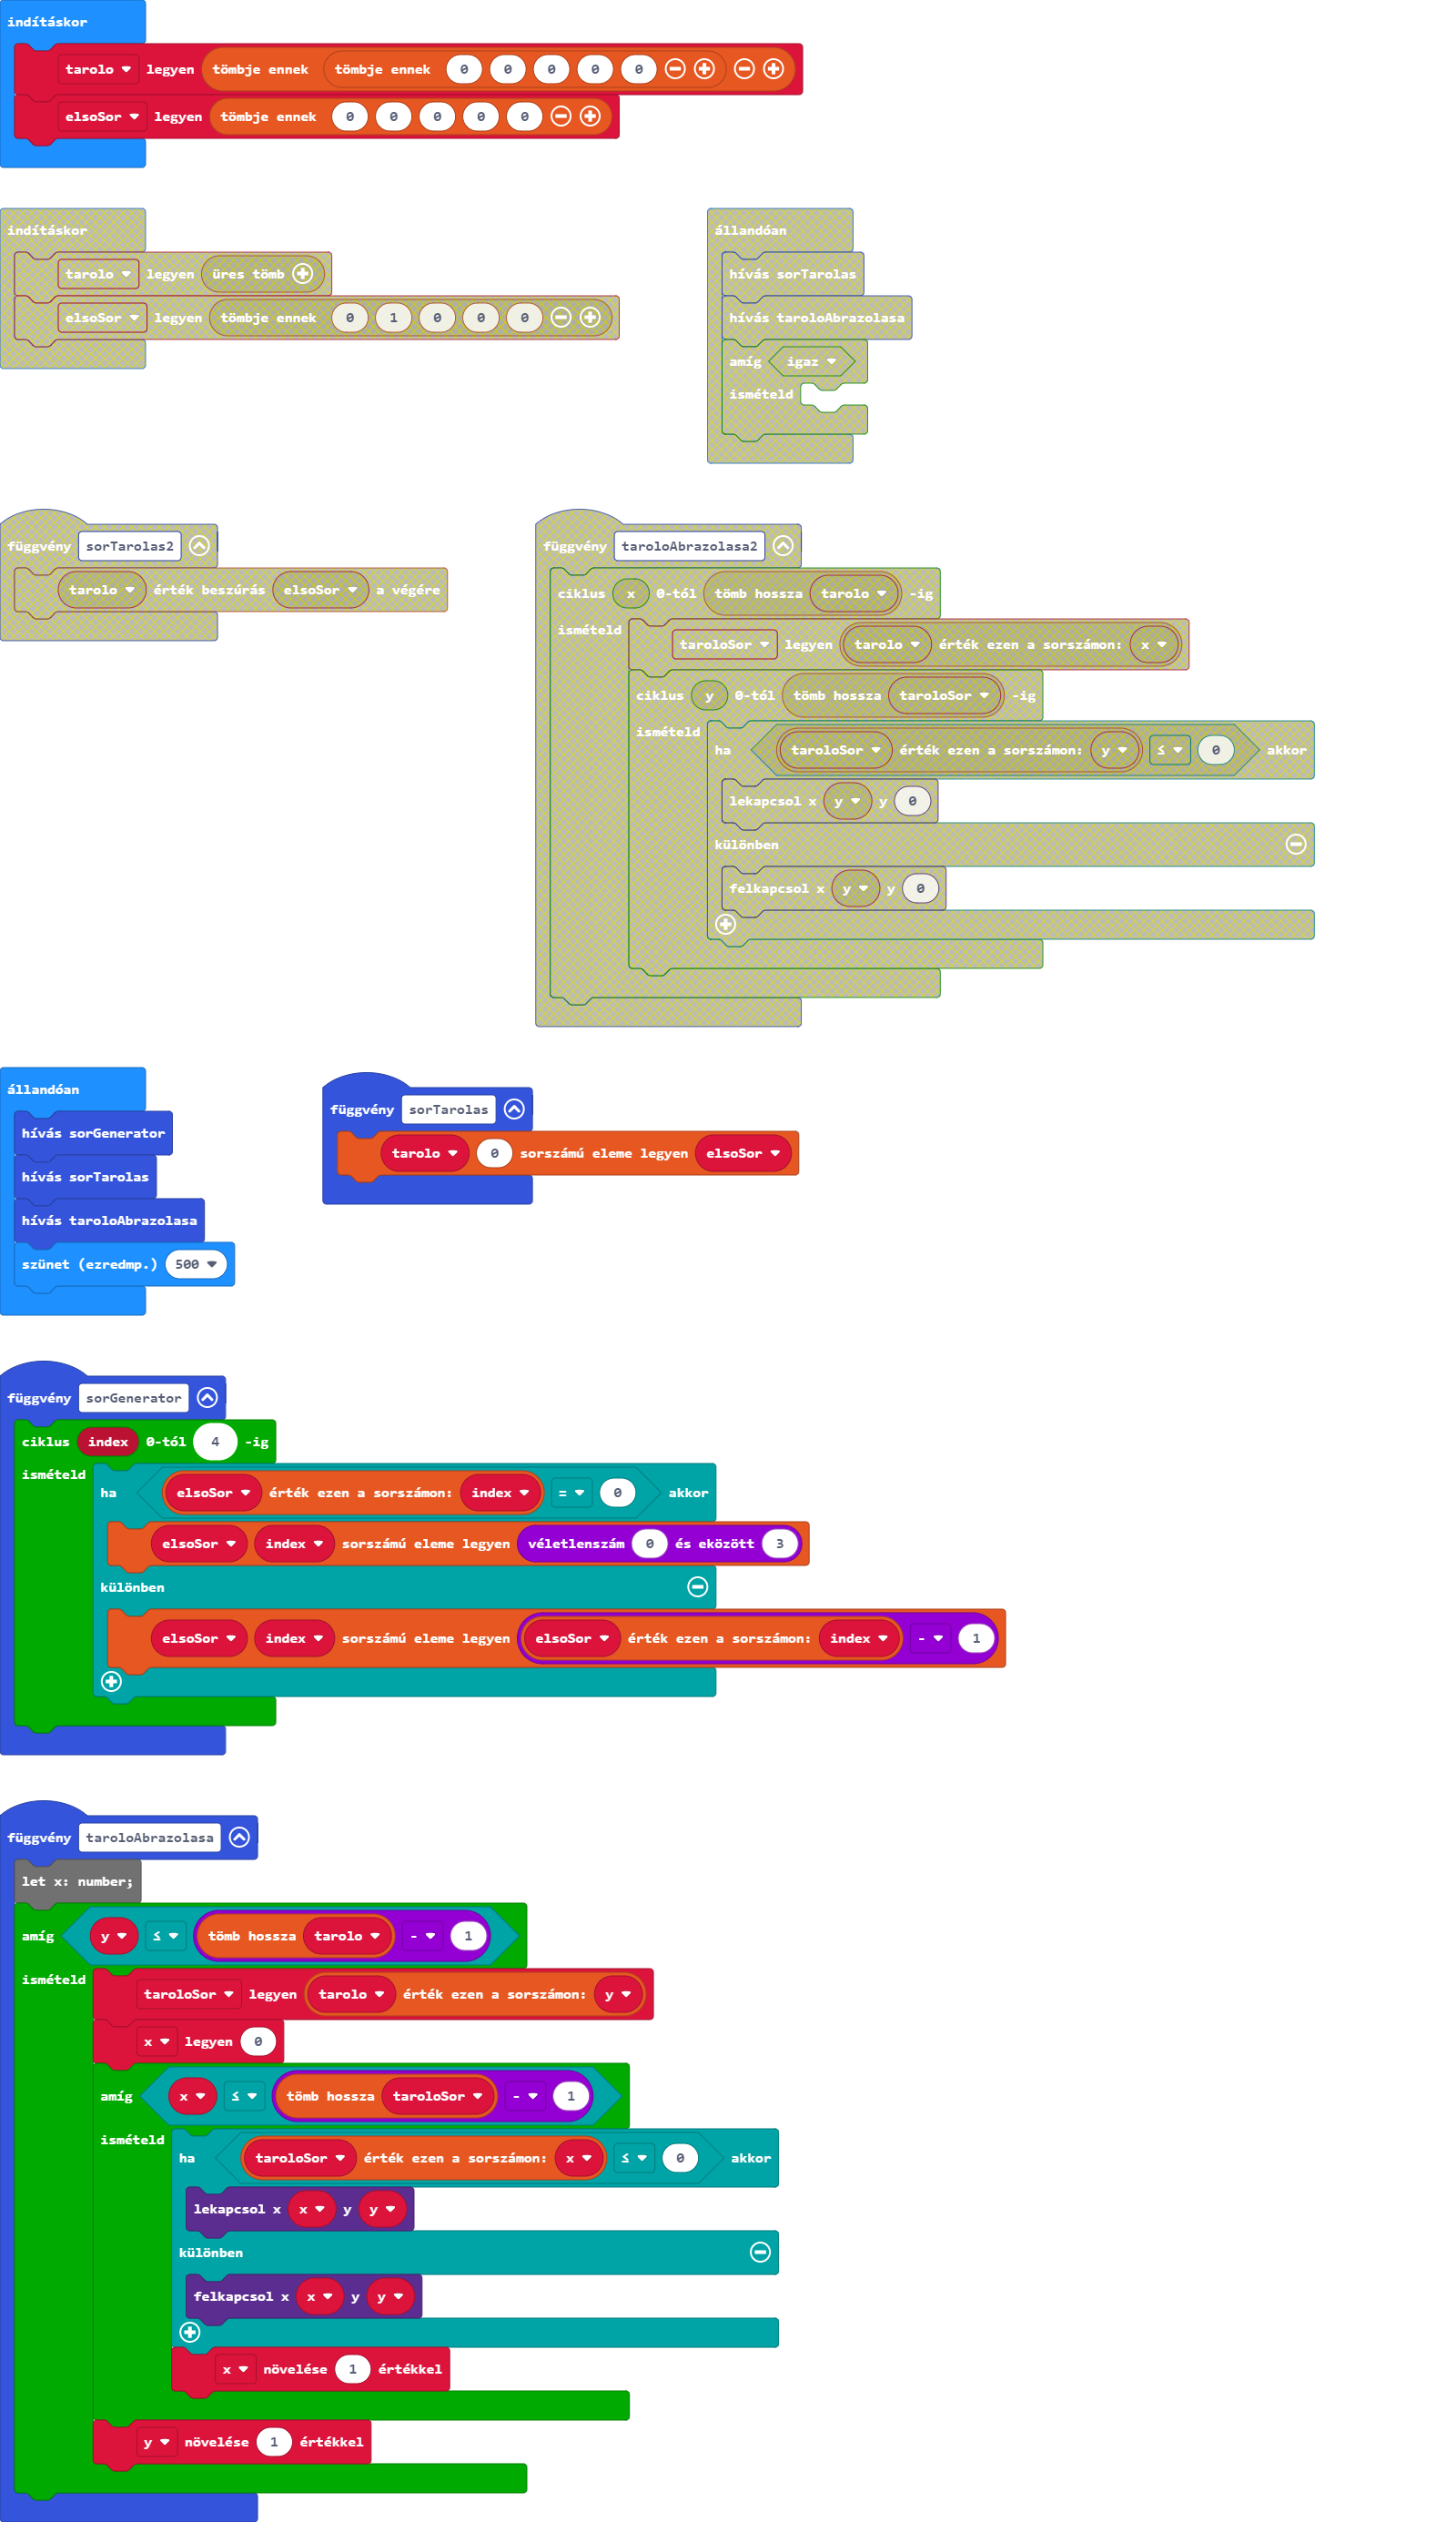 indításkor
tarolo legyen tömbje ennek tömbje ennek 0 0 0 0 0
elsoSor legyen tömbje ennek 0 0 0 0 0
indításkor
tarolo legyen üres tömb
elsoSor legyen tömbje ennek 0 1 0 0 0
állandóan
hívás sorTarolas
hívás taroloAbrazolasa
amíg igaz
ismételd
függvény sorTarolas2
tarolo érték beszúrás elsoSor a végére
függvény taroloAbrazolasa2
ciklus x 0-tól tömb hossza tarolo -ig
ismételd
taroloSor legyen tarolo érték ezen a sorszámon: x
ciklus y 0-tól tömb hossza taroloSor -ig
ismételd
ha taroloSor érték ezen a sorszámon: y ≤ 0 akkor
lekapcsol x y y 0
különben
felkapcsol x y y 0
állandóan
hívás sorGenerator
hívás sorTarolas
hívás taroloAbrazolasa
szünet (ezredmp.) 500
függvény sorTarolas
tarolo 0 sorszámú eleme legyen elsoSor
függvény sorGenerator
ciklus index 0-tól 4 -ig
ismételd
ha elsoSor érték ezen a sorszámon: index = 0 akkor
elsoSor index sorszámú eleme legyen véletlenszám 0 és eközött 3
különben
elsoSor index sorszámú eleme legyen elsoSor érték ezen a sorszámon: index - 1
függvény taroloAbrazolasa
let x: number;
amíg y ≤ tömb hossza tarolo - 1
ismételd
taroloSor legyen tarolo érték ezen a sorszámon: y
x legyen 0
amíg x ≤ tömb hossza taroloSor - 1
ismételd
ha taroloSor érték ezen a sorszámon: x ≤ 0 akkor
lekapcsol x x y y
különben
felkapcsol x x y y
x növelése 1 értékkel
y növelése 1 értékkel